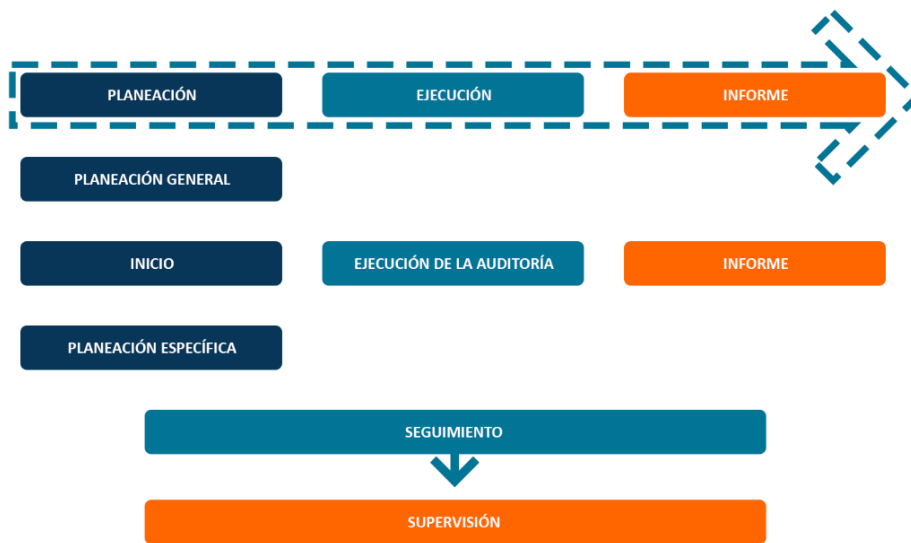 PLANEACIÓN
EJECUCIÓN
INFORME
PLANEACIÓN GENERAL
INICIO
EJECUCIÓN DE LA AUDITORÍA
INFORME
PLANEACIÓN ESPECÍFICA
SEGUIMIENTO
SUPERVISIÓN